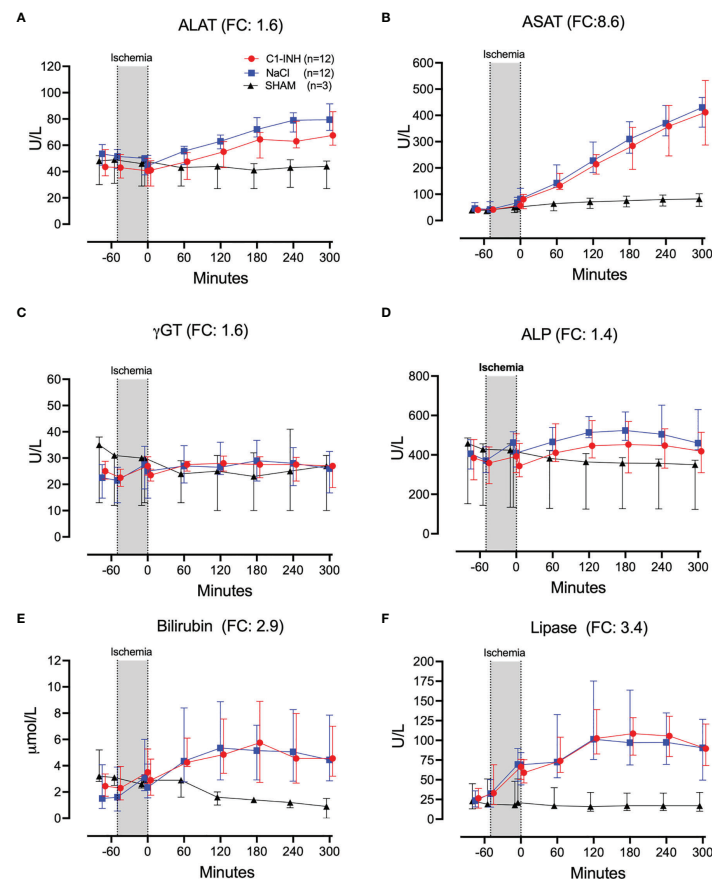 A
ALAT (FC: 1.6)
Ischemia
C1-INH (n=12)
NaCl (n=12)
SHAM (n=3)
U/L
120
100
80
60
40
20
0
-60 0 60 120 180 240 300
Minutes
B
ASAT (FC:8.6)
Ischemia
U/L
600
500
400
300
200
100
0
-60 0 60 120 180 240 300
Minutes
C
γGT (FC: 1.6)
Ischemia
U/L
60
50
40
30
20
10
0
-60 0 60 120 180 240 300
Minutes
D
ALP (FC: 1.4)
Ischemia
U/L
800
600
400
200
0
-60 0 60 120 180 240 300
Minutes
E
Bilirubin (FC: 2.9)
Ischemia
μmol/L
12
10
8
6
4
2
0
-60 0 60 120 180 240 300
Minutes
F
Lipase (FC: 3.4)
Ischemia
U/L
200
175
150
125
100
75
50
25
0
-60 0 60 120 180 240 300
Minutes